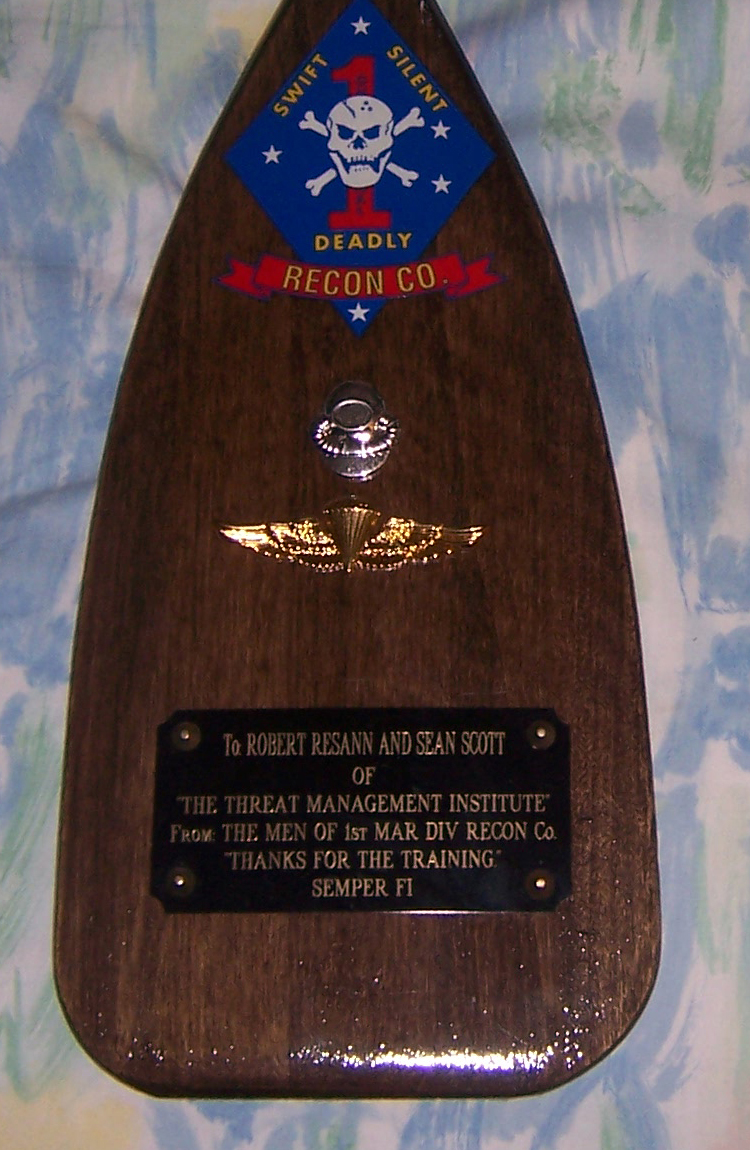 SWIFT SILENT
1
DEADLY
RECON CO.
To: ROBERT RESANN AND SEAN SCOTT
OF
"THE THREAT MANAGEMENT INSTITUTE"
FROM: THE MEN OF 1ST MAR DIV RECON Co.
"THANKS FOR THE TRAINING."
SEMPER FI